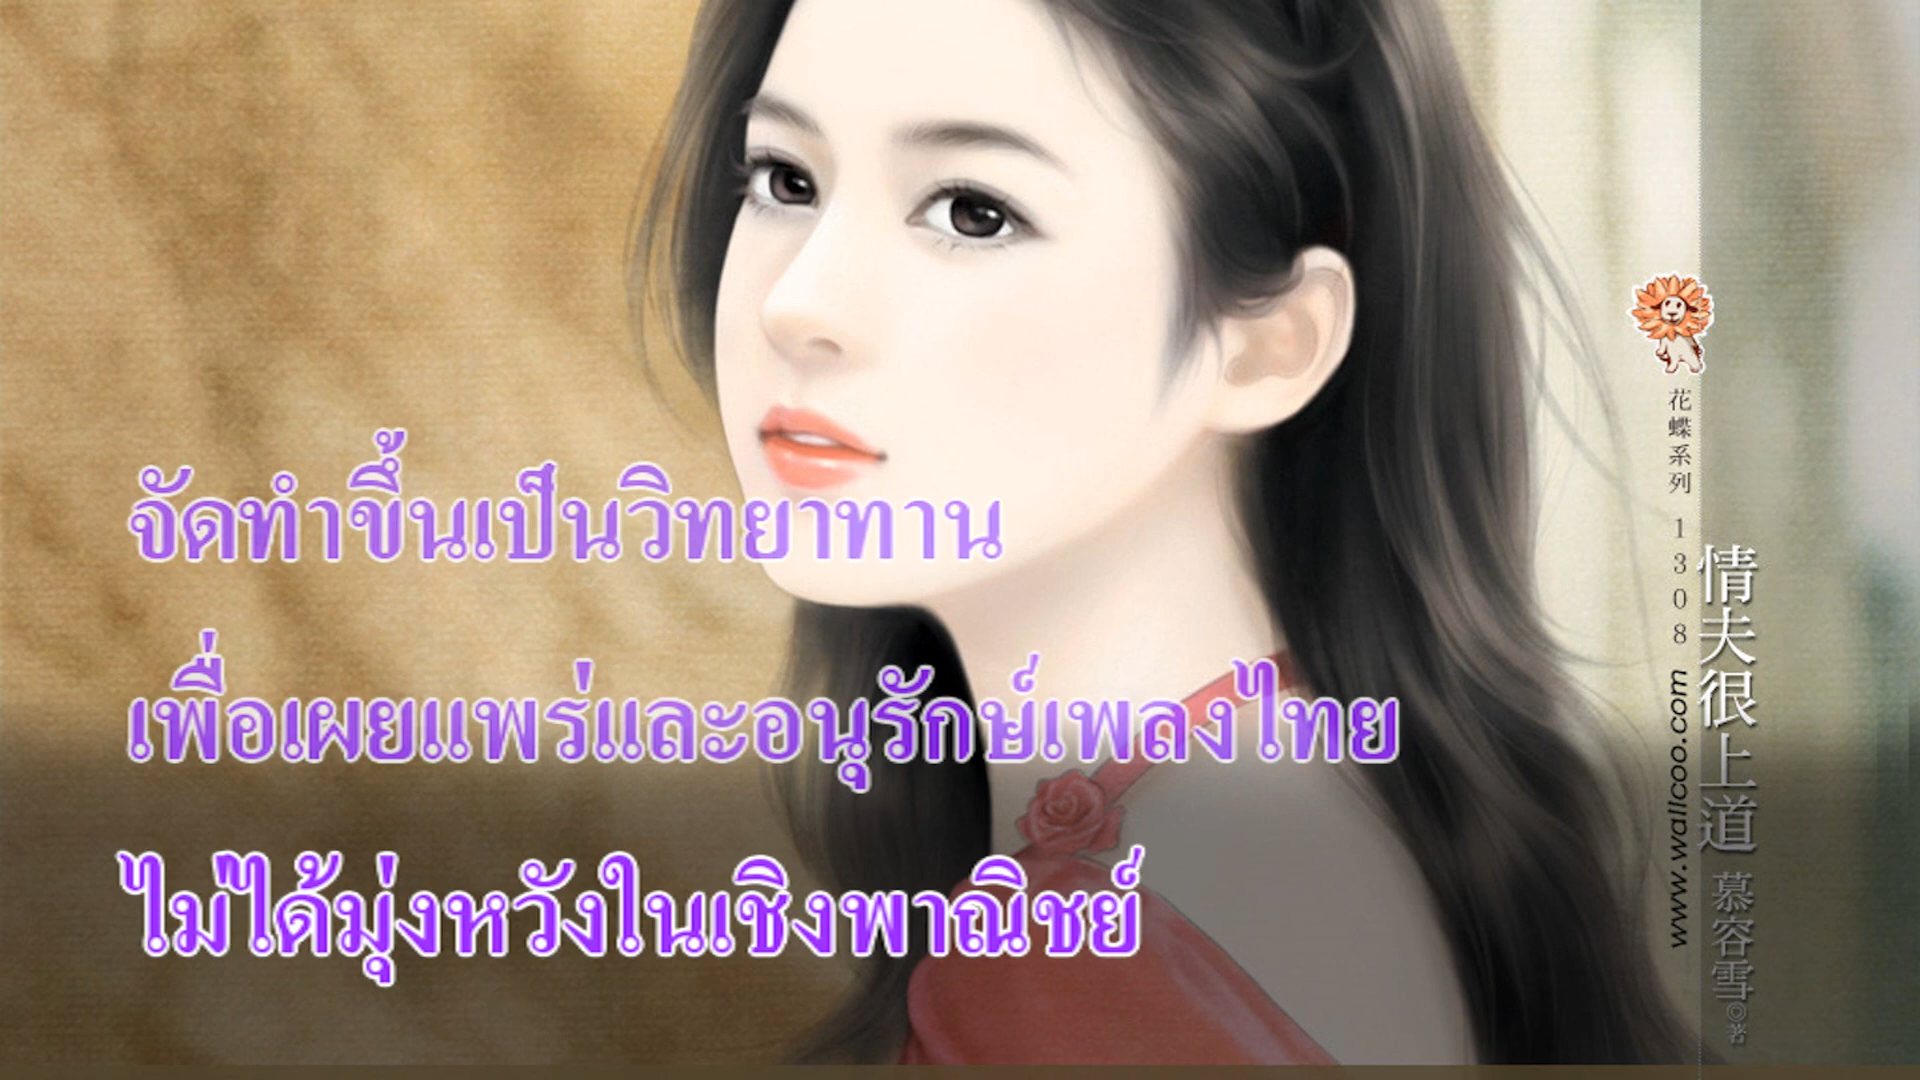 จัดทำขึ้นเป็นวิทยาทาน
เพื่อเผยแพร่และอนุรักษ์เพลงไทย
ไม่ได้มุ่งหวังในเชิงพาณิชย์
花蝶系列 1308
www.wallcoo.com
情夫很上道
慕容雪◎著